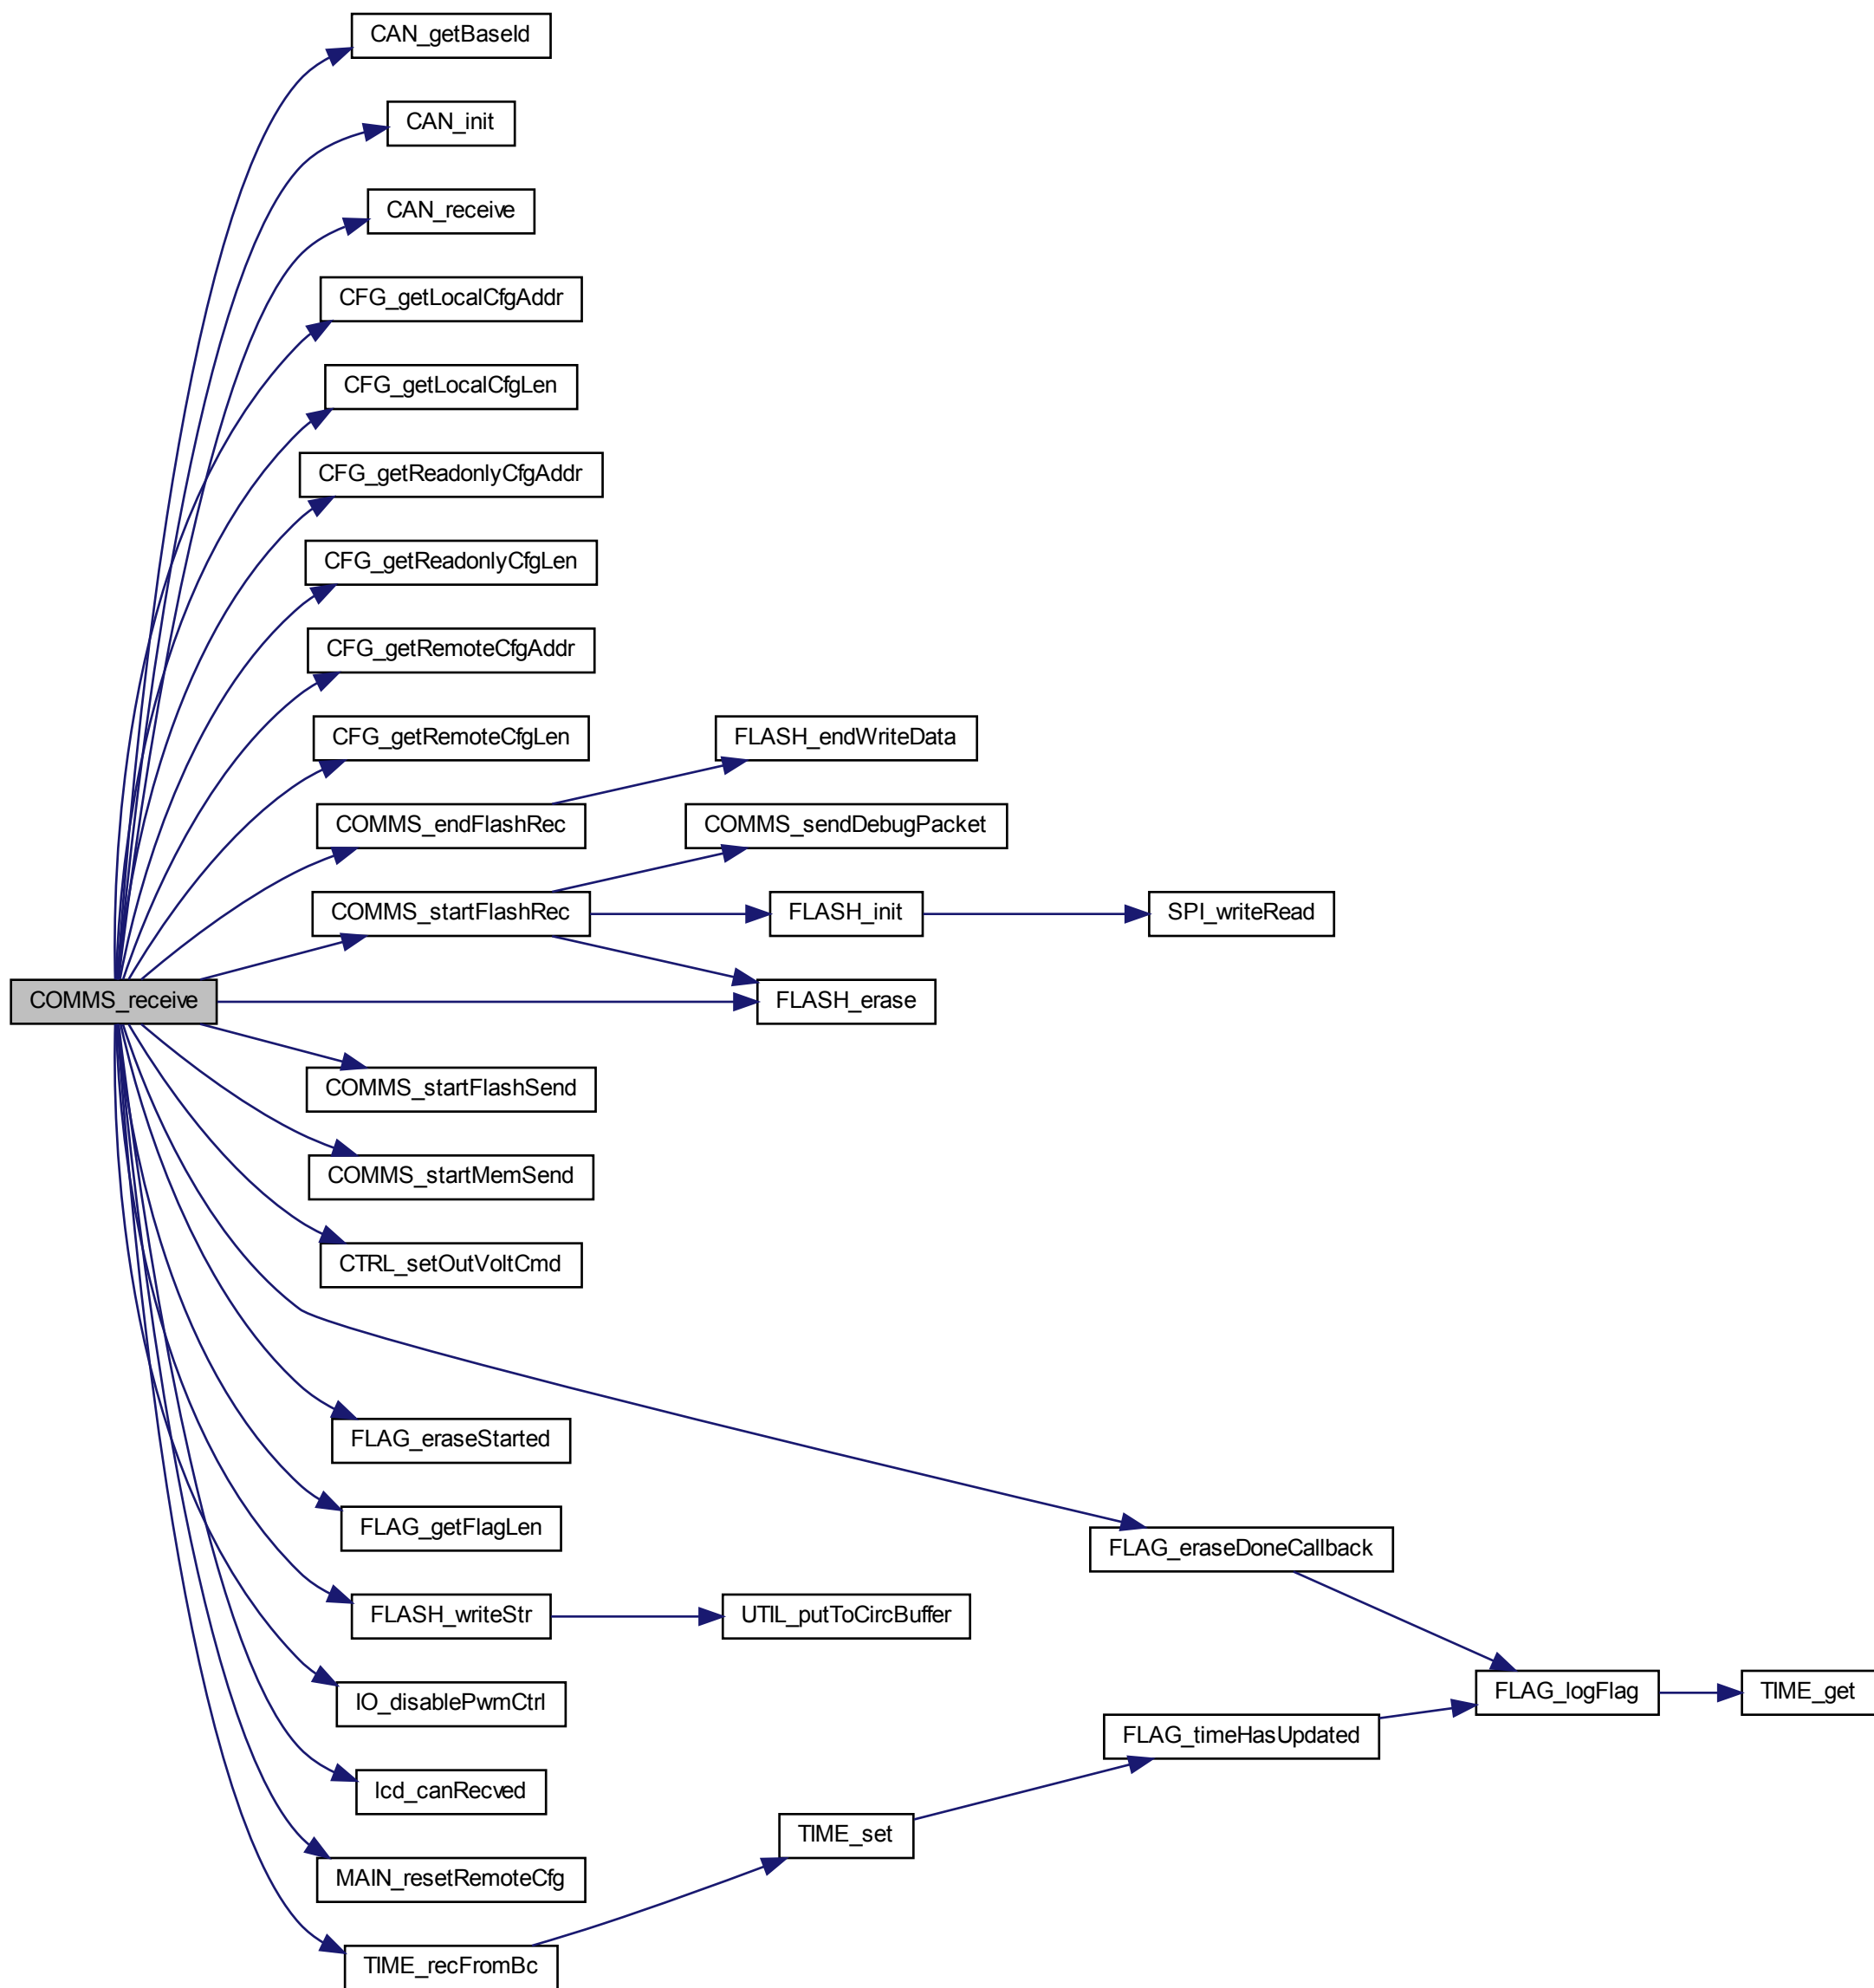 CAN_getBaseId
CAN_init
CAN_receive
CFG_getLocalCfgAddr
CFG_getLocalCfgLen
CFG_getReadonlyCfgAddr
CFG_getReadonlyCfgLen
CFG_getRemoteCfgAddr
CFG_getRemoteCfgLen
FLASH_endWriteData
COMMS_endFlashRec
COMMS_sendDebugPacket
COMMS_startFlashRec
FLASH_init
SPI_writeRead
COMMS_receive
FLASH_erase
COMMS_startFlashSend
COMMS_startMemSend
CTRL_setOutVoltCmd
FLAG_eraseStarted
FLAG_getFlagLen
FLAG_eraseDoneCallback
FLASH_writeStr
UTIL_putToCircBuffer
IO_disablePwmCtrl
FLAG_logFlag
TIME_get
FLAG_timeHasUpdated
lcd_canRecved
TIME_set
MAIN_resetRemoteCfg
TIME_recFromBc